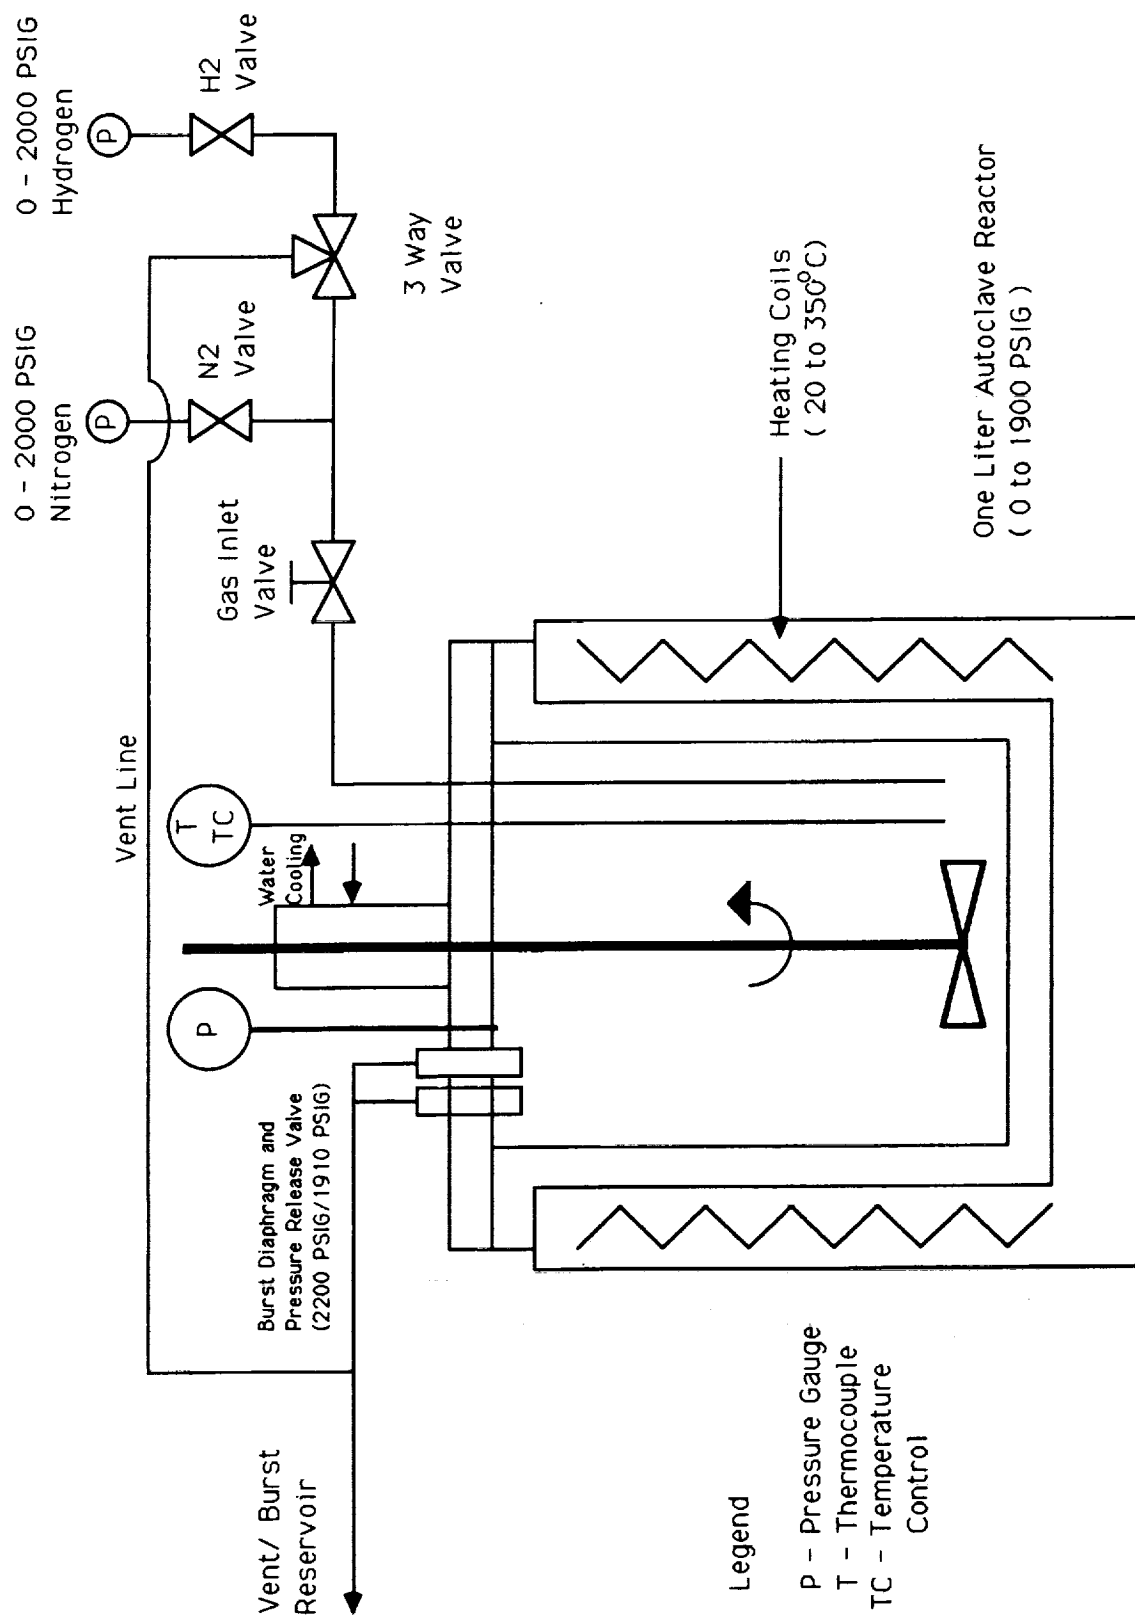 0 - 2000 PSIG
Hydrogen
P
H2
Valve
0 - 2000 PSIG
Nitrogen
P
N2
Valve
3 Way
Valve
Gas Inlet
Valve
Vent Line
T
TC
Water
Cooling
P
Burst Diaphragm and
Pressure Release Valve
(2200 PSIG/1910 PSIG)
Vent/ Burst
Reservoir
Heating Coils
( 20 to 350°C)
One Liter Autoclave Reactor
( 0 to 1900 PSIG )
Legend
P - Pressure Gauge
T - Thermocouple
TC - Temperature
Control